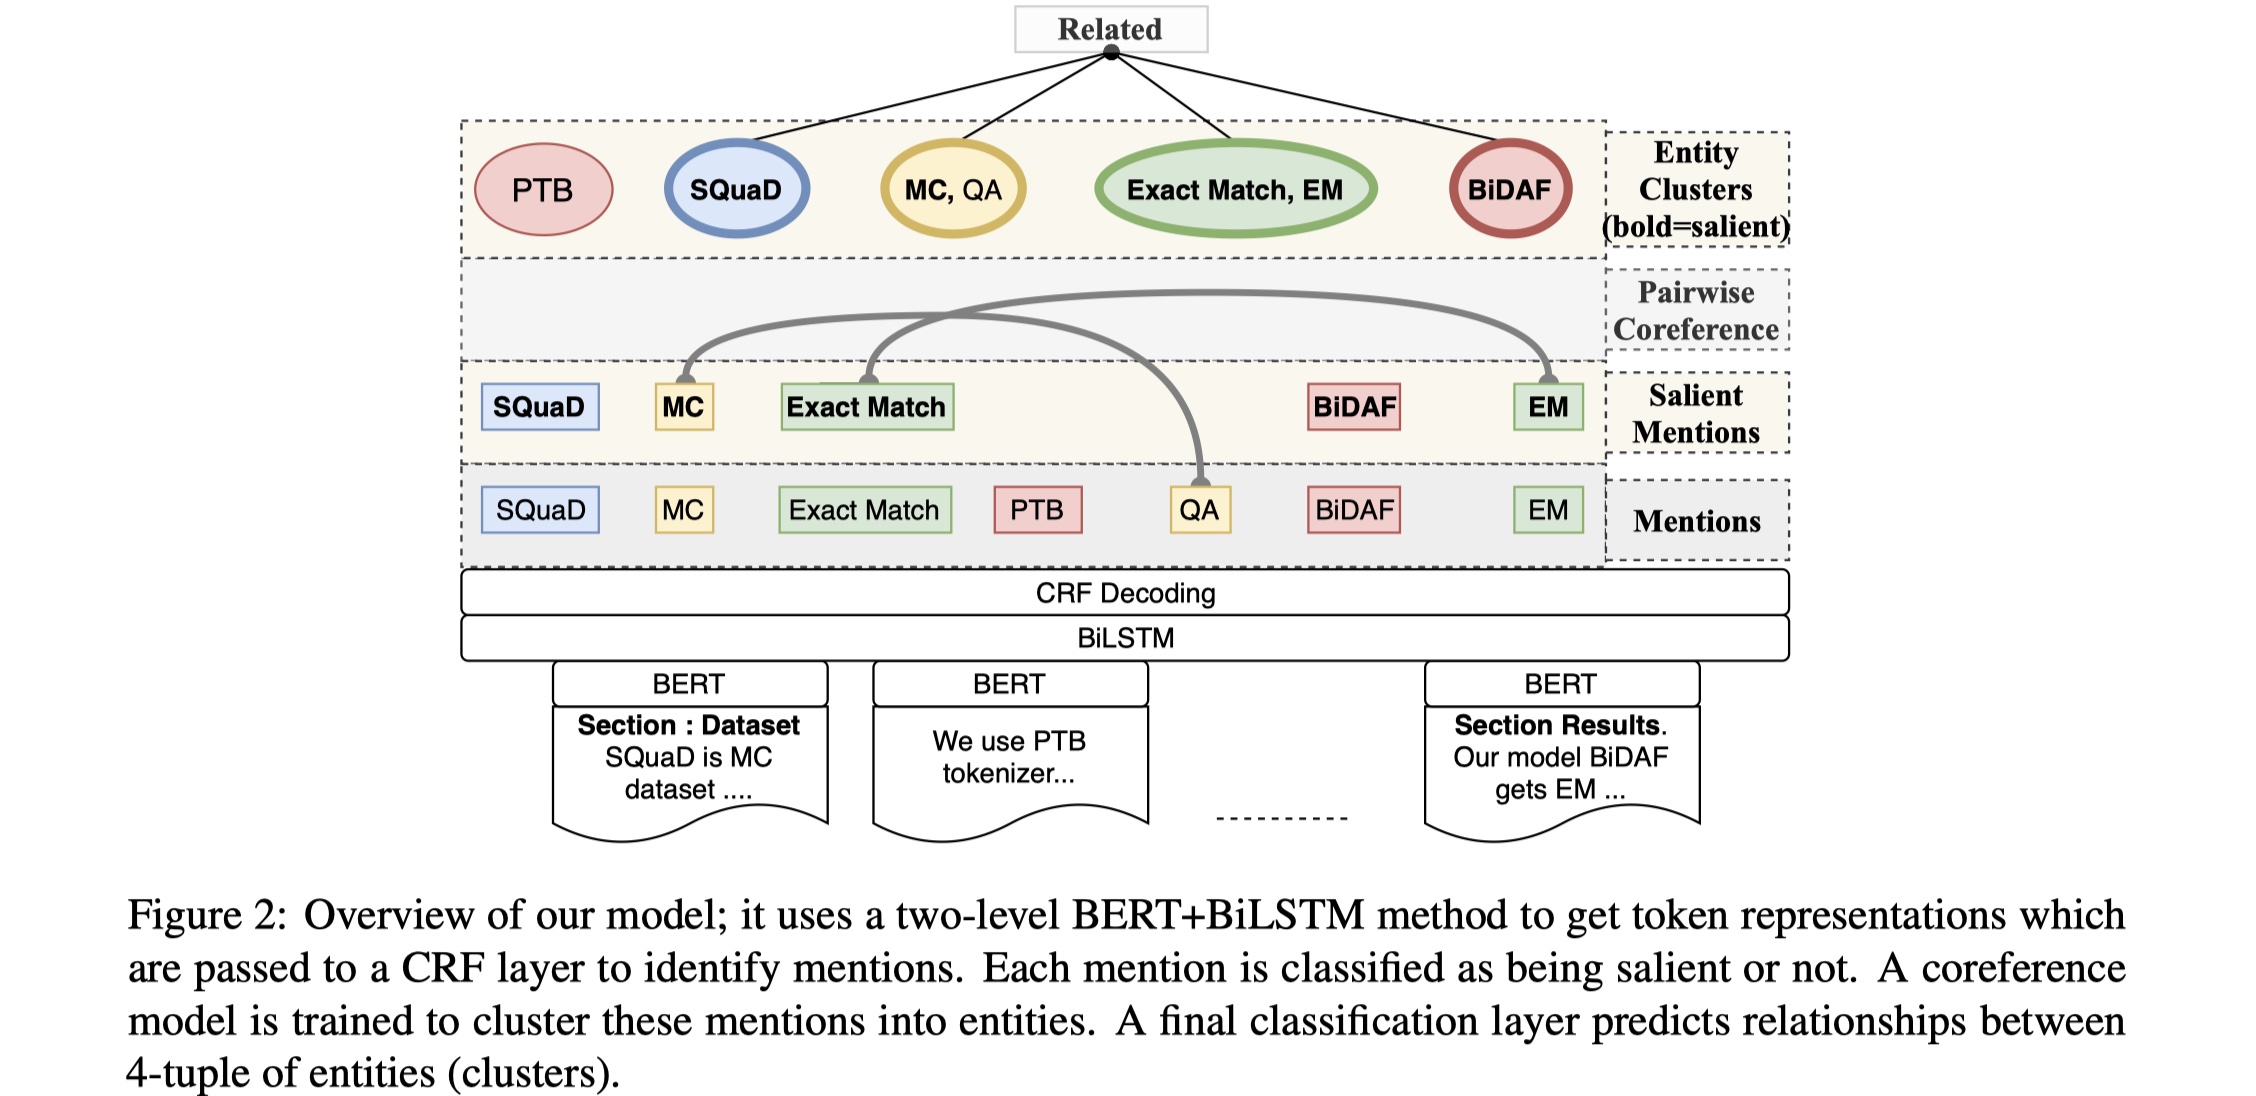 Related
PTB
SQuaD
MC, QA
Exact Match, EM
BiDAF
Entity
Clusters
(bold=salient)
Pairwise
Coreference
SQuaD
MC
Exact Match
BiDAF
EM
Salient
Mentions
SQuaD
MC
Exact Match
PTB
QA
BiDAF
EM
Mentions
CRF Decoding
BiLSTM
BERT
Section : Dataset
SQuaD is MC
dataset ....
BERT
We use PTB
tokenizer...
BERT
Section Results.
Our model BiDAF
gets EM ...
Figure 2: Overview of our model; it uses a two-level BERT+BiLSTM method to get token representations which
are passed to a CRF layer to identify mentions. Each mention is classified as being salient or not. A coreference
model is trained to cluster these mentions into entities. A final classification layer predicts relationships between
4-tuple of entities (clusters).